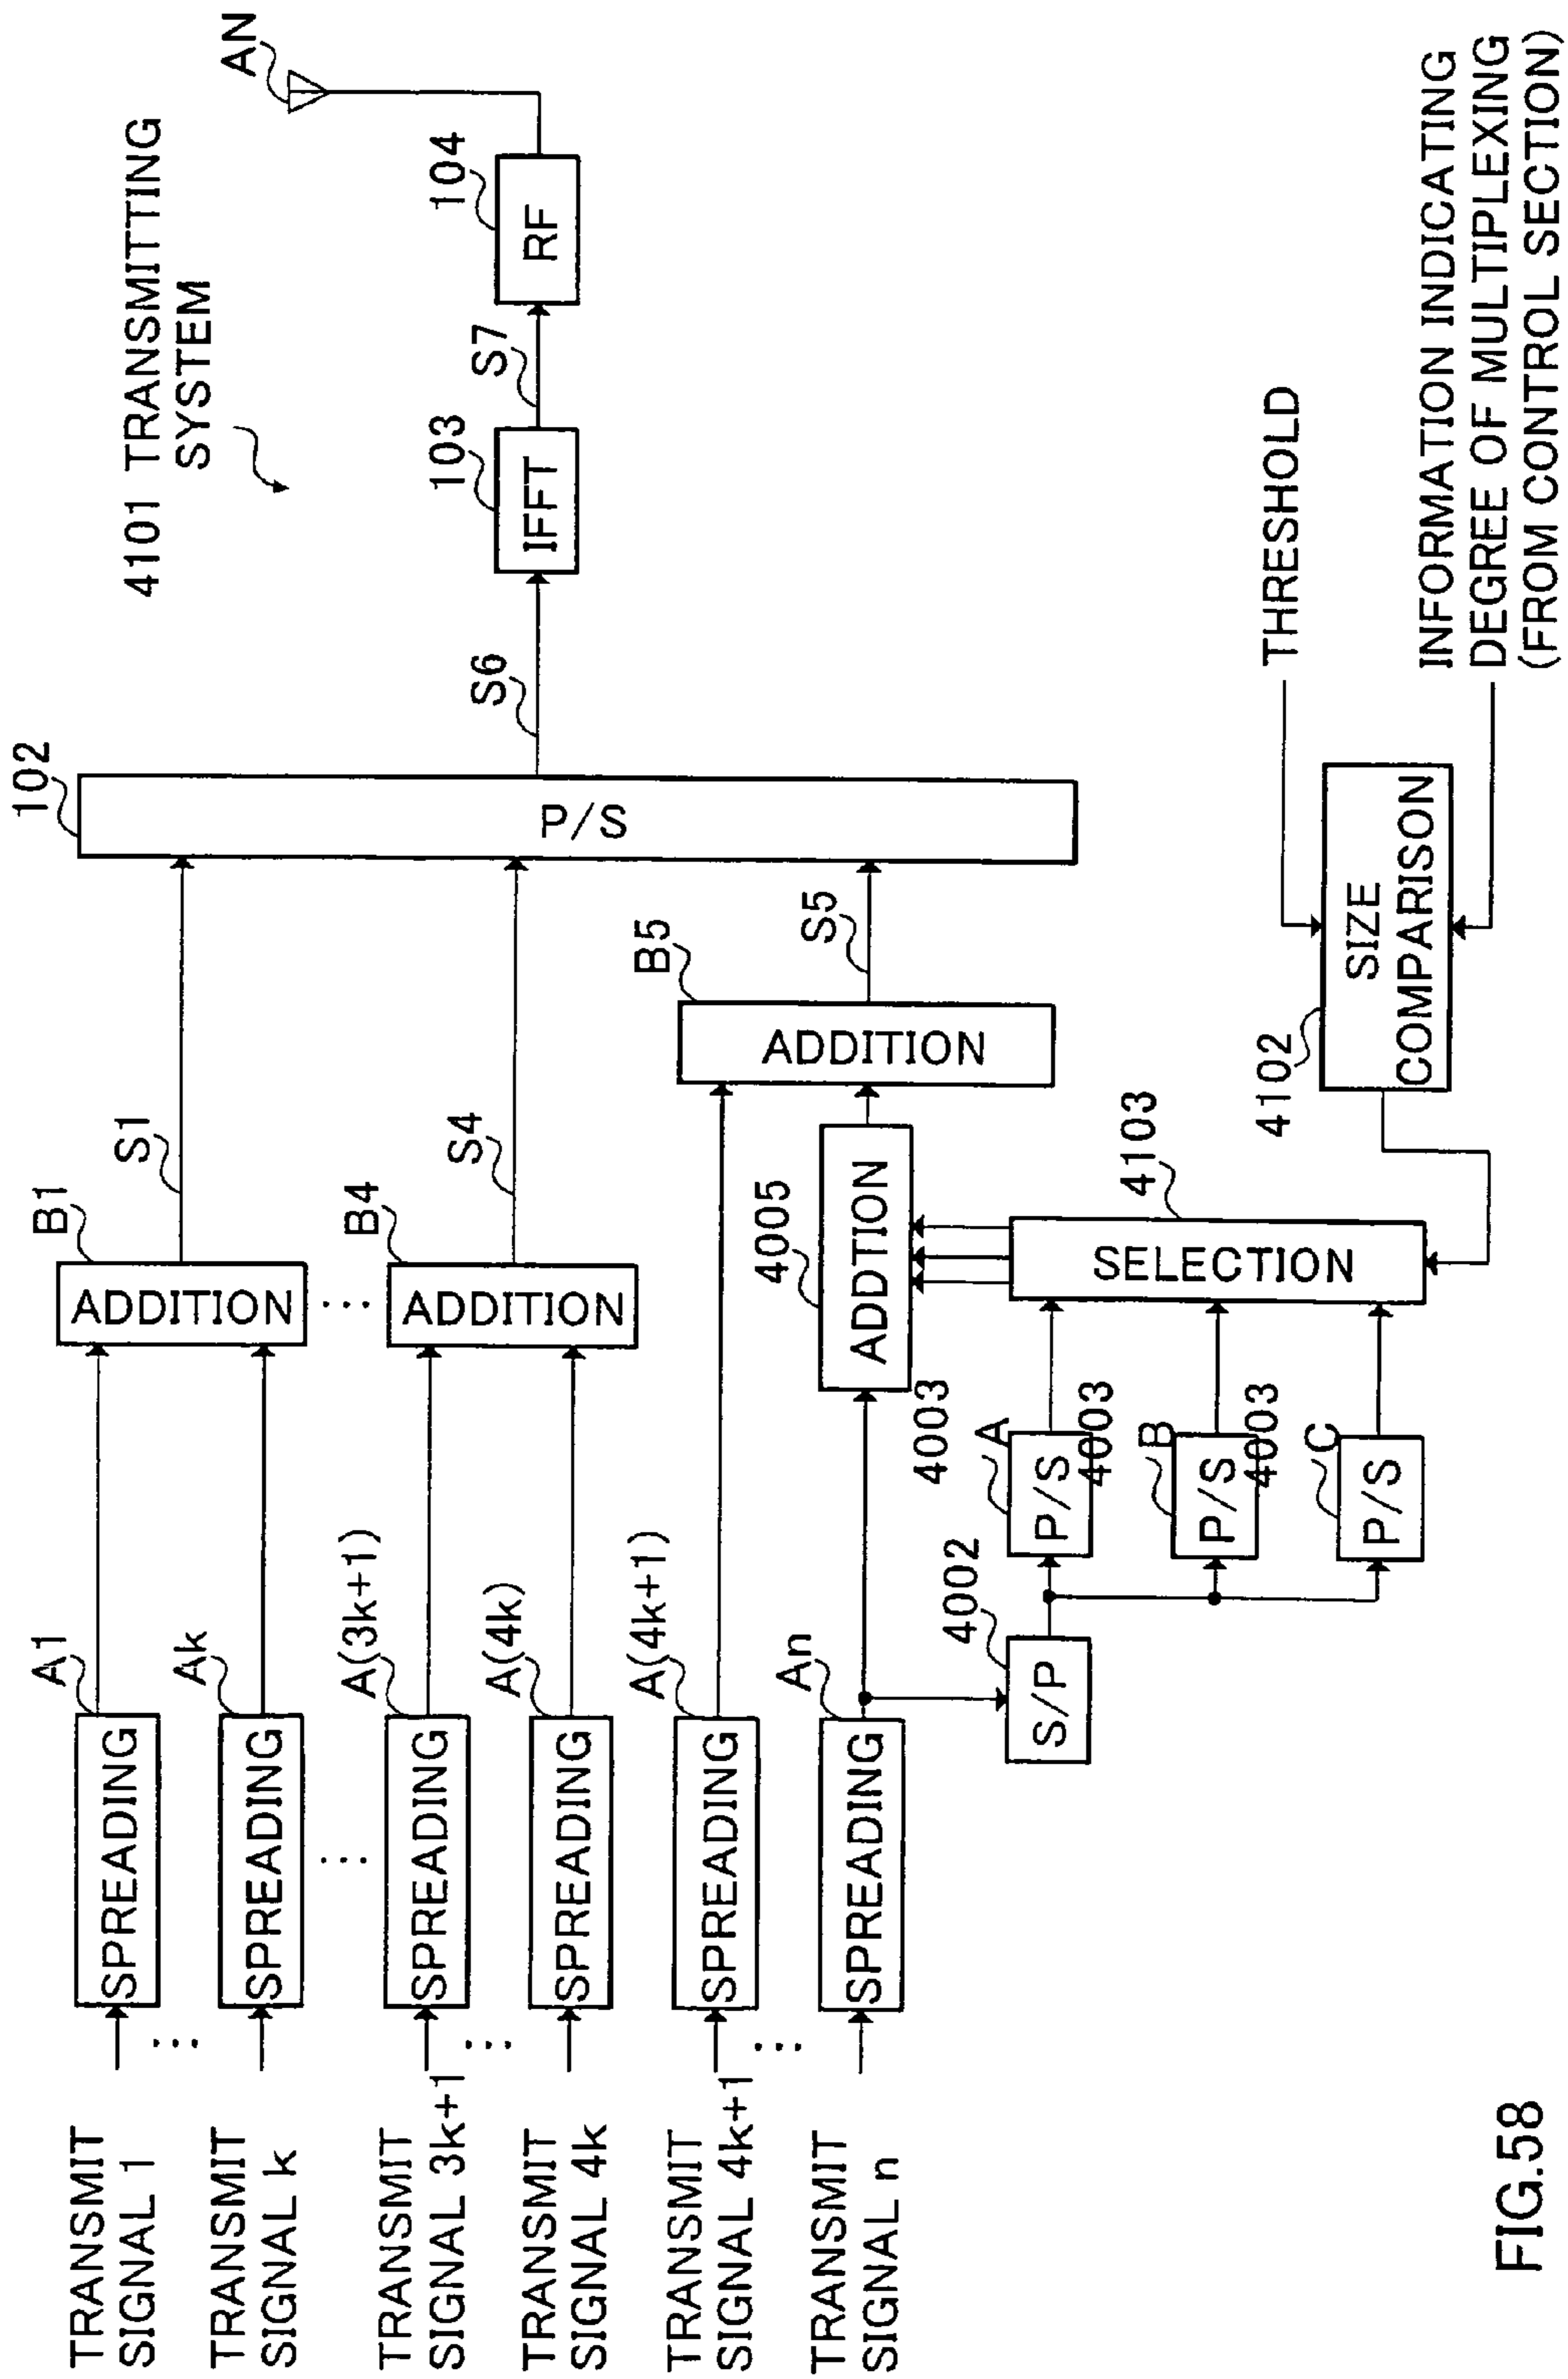 4101 TRANSMITTING
SYSTEM
AN
102
103
104
B1
S1
S6
S7
IFFT
RF
P/S
TRANSMIT
SIGNAL 1
A1
SPREADING
ADDITION
TRANSMIT
SIGNAL k
Ak
SPREADING
...
...
...
TRANSMIT
SIGNAL 3k+1
A(3k+1)
SPREADING
B4
ADDITION
S4
...
TRANSMIT
SIGNAL 4k
A(4k)
SPREADING
TRANSMIT
SIGNAL 4k+1
A(4k+1)
SPREADING
B5
ADDITION
S5
...
TRANSMIT
SIGNAL n
An
SPREADING
4005
ADDTION
4002
S/P
4003
A
P/S
4003
B
P/S
4003
C
P/S
4103
SELECTION
4102
SIZE
COMPARISON
THRESHOLD
INFORMATION INDICATING
DEGREE OF MULTIPLEXING
(FROM CONTROL SECTION)
FIG.58